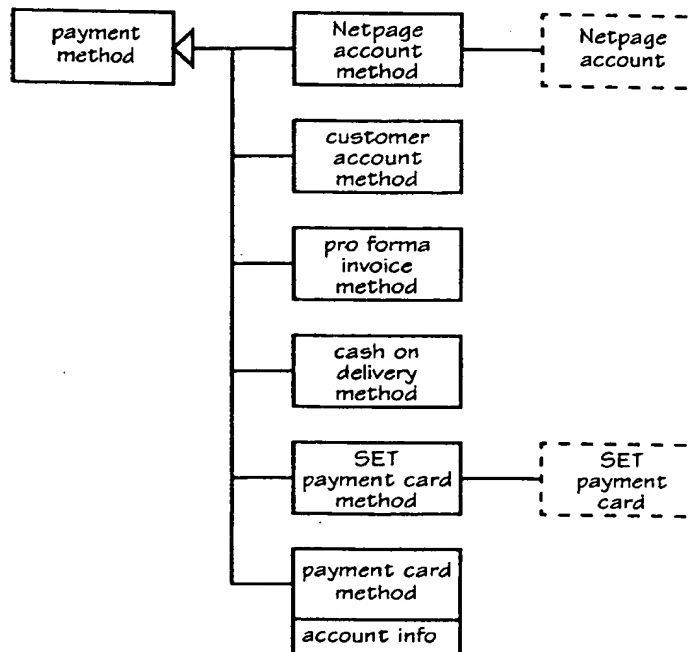 payment
method
Netpage
account
method
Netpage
account
customer
account
method
pro forma
invoice
method
cash on
delivery
method
SET
payment card
method
SET
payment
card
payment card
method
account info